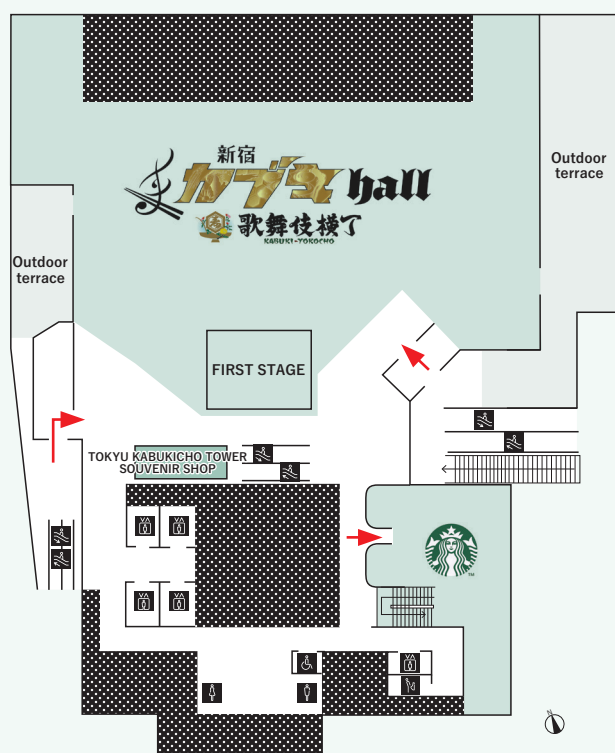 新宿
カブキhall
歌舞伎横丁
KABUKI-YOKOCHO
Outdoor
terrace
Outdoor
terrace
FIRST STAGE
TOKYU KABUKICHO TOWER
SOUVENIR SHOP
N